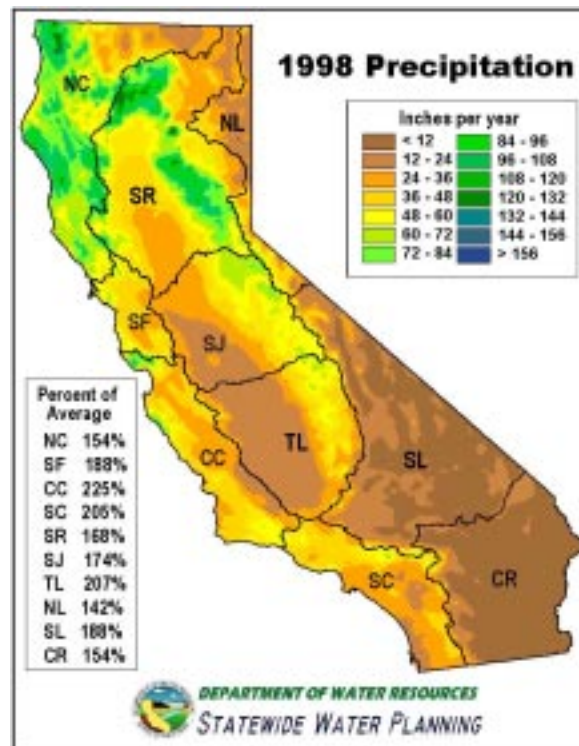 1998 Precipitation
Inches per year
< 12
12 - 24
24 - 36
36 - 48
48 - 60
60 - 72
72 - 84
84 - 96
96 - 108
108 - 120
120 - 132
132 - 144
144 - 156
> 156
NC
NL
SR
SF
SJ
CC
TL
SL
SC
CR
Percent of
Average
NC 154%
SF 188%
CC 225%
SC 205%
SR 168%
SJ 174%
TL 207%
NL 142%
SL 188%
CR 154%
DEPARTMENT OF WATER RESOURCES
STATEWIDE WATER PLANNING